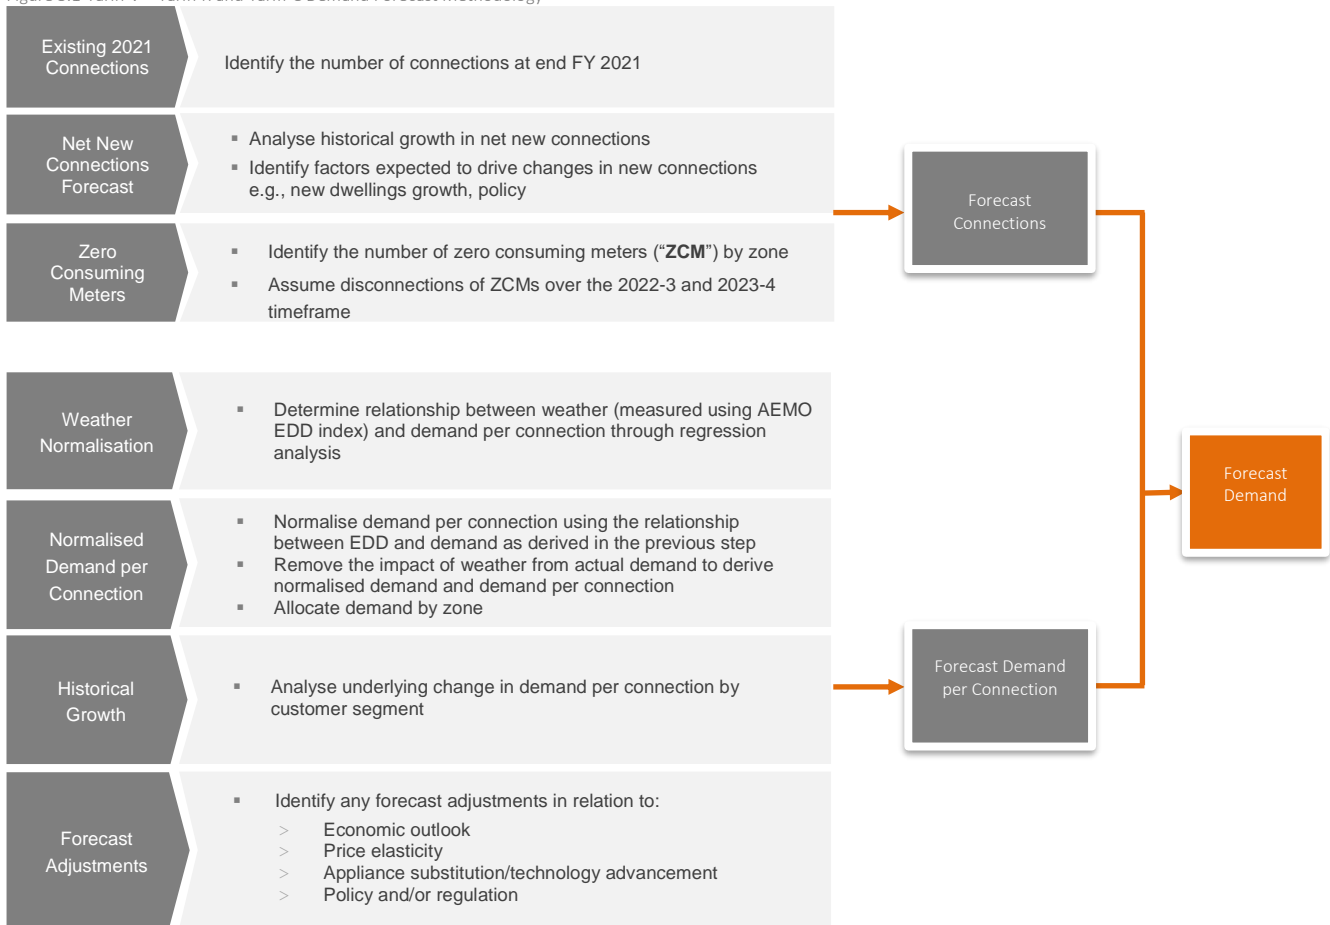 Existing 2021
Connections
Identify the number of connections at end FY 2021
Net New
Connections
Forecast
▪ Analyse historical growth in net new connections
▪ Identify factors expected to drive changes in new connections
e.g., new dwellings growth, policy
Zero
Consuming
Meters
▪ Identify the number of zero consuming meters (“ZCM”) by zone
▪ Assume disconnections of ZCMs over the 2022-3 and 2023-4
timeframe
Forecast
Connections
Weather
Normalisation
▪ Determine relationship between weather (measured using AEMO
EDD index) and demand per connection through regression
analysis
Normalised
Demand per
Connection
▪ Normalise demand per connection using the relationship
between EDD and demand as derived in the previous step
▪ Remove the impact of weather from actual demand to derive
normalised demand and demand per connection
▪ Allocate demand by zone
Historical
Growth
▪ Analyse underlying change in demand per connection by
customer segment
Forecast
Adjustments
▪ Identify any forecast adjustments in relation to:
> Economic outlook
> Price elasticity
> Appliance substitution/technology advancement
> Policy and/or regulation
Forecast Demand
per Connection
Forecast
Demand